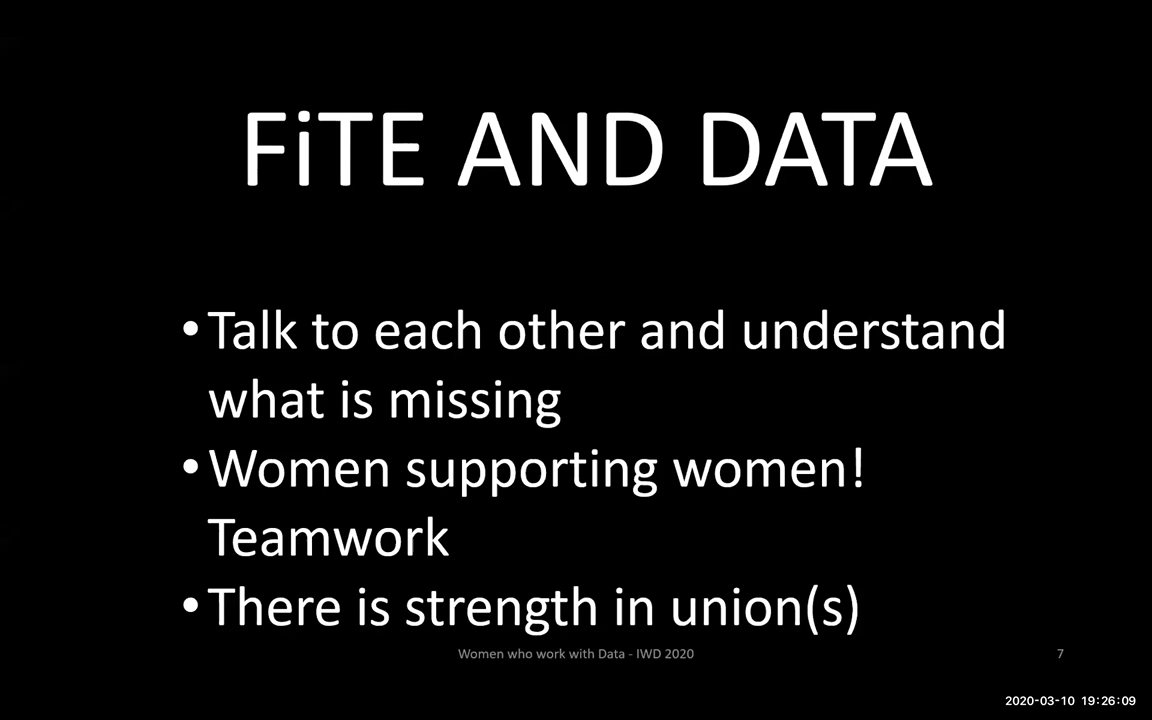 FiTE AND DATA
• Talk to each other and understand
what is missing
• Women supporting women!
Teamwork
• There is strength in union(s)
Women who work with Data - IWD 2020
7
2020-03-10 19:26:09